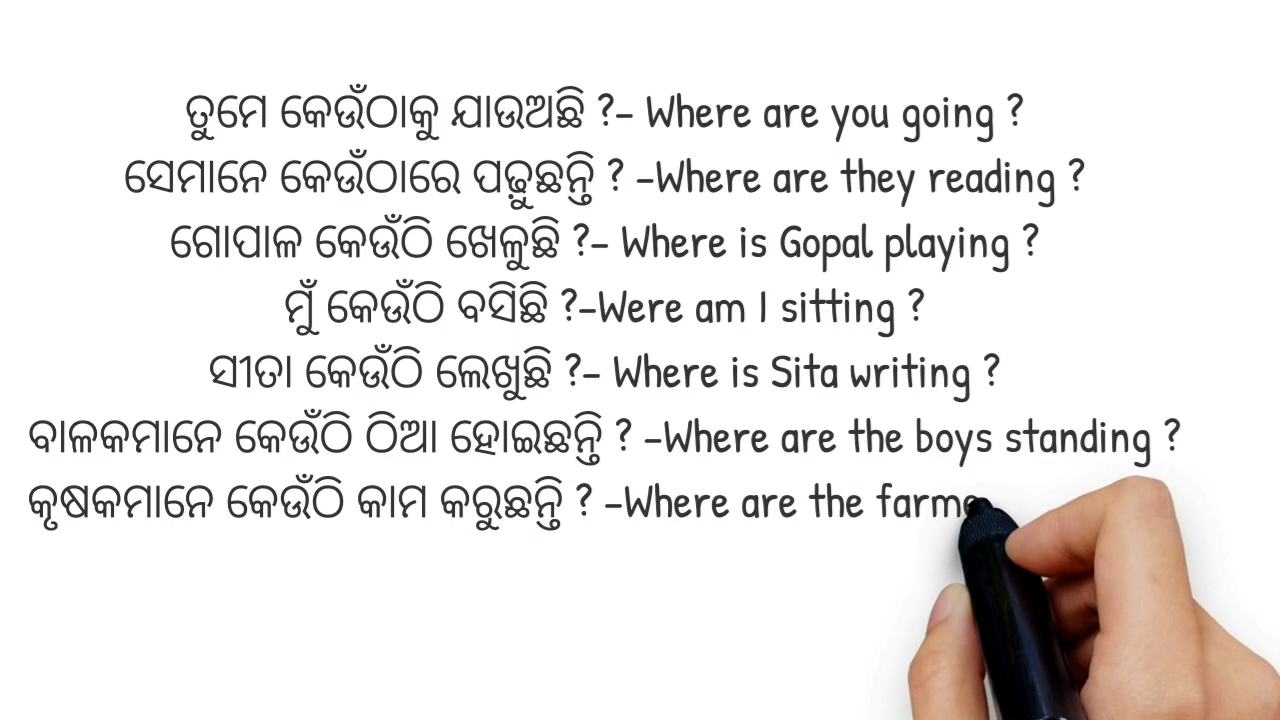 ତୁମେ କେଉଁଠାକୁ ଯାଉଅଛି ?– Where are you going ?
ସେମାନେ କେଉଁଠାରେ ପଢ଼ୁଛନ୍ତି ? –Where are they reading ?
ଗୋପାଳ କେଉଁଠି ଖେଳୁଛି ?– Where is Gopal playing ?
ମୁଁ କେଉଁଠି ବସିଛି ?–Were am I sitting ?
ସୀତା କେଉଁଠି ଲେଖୁଛି ?– Where is Sita writing ?
ବାଳକମାନେ କେଉଁଠି ଠିଆ ହୋଇଛନ୍ତି ? –Where are the boys standing ?
କୃଷକମାନେ କେଉଁଠି କାମ କରୁଛନ୍ତି ? –Where are the farme